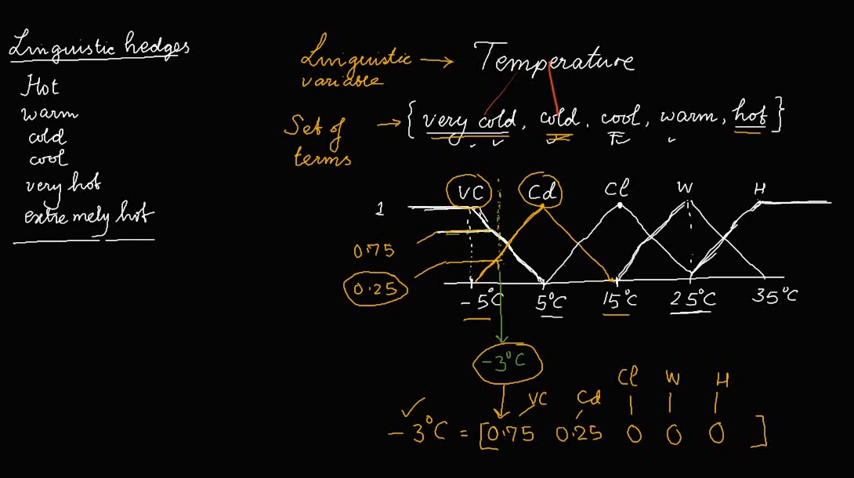 Linguistic hedges
Hot
warm
cold
cool
very hot
extremely hot
Linguistic variable → Temperature
Set of terms → {very cold, cold, cool, warm, hot}
VC Cd Cl W H
1
0.75
0.25
-5°C 5°C 15°C 25°C 35°C
-3°C
VC Cd Cl W H
-3°C = [0.75 0.25 0 0 0 ]